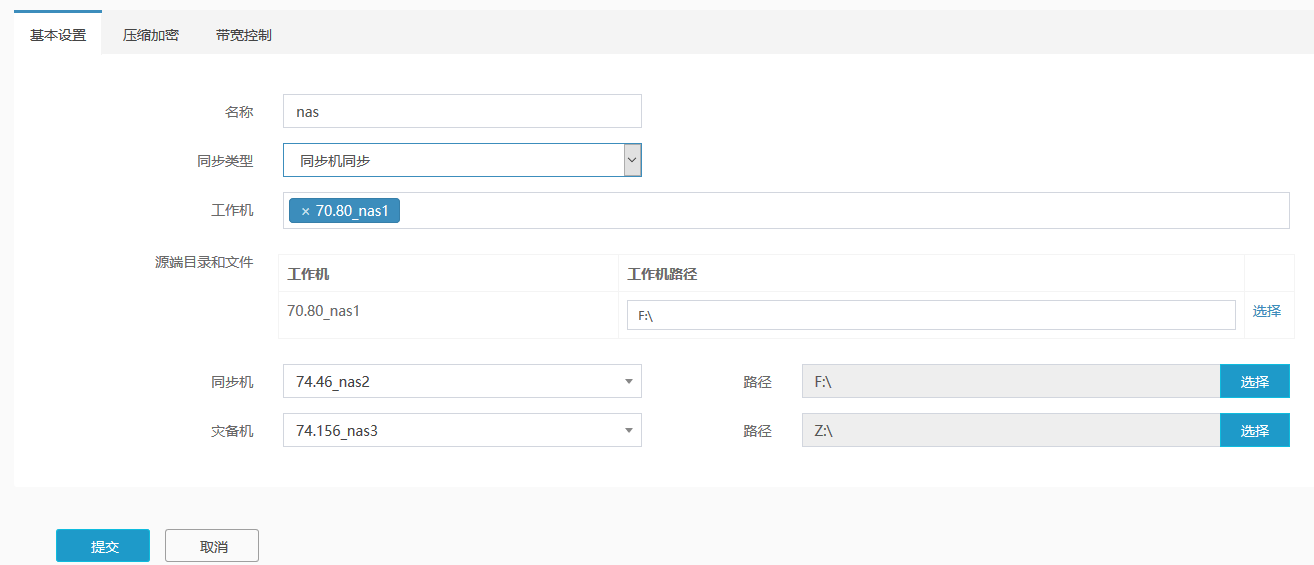 基本设置 压缩加密 带宽控制
名称 nas
同步类型 同步机同步
工作机 × 70.80_nas1
源端目录和文件 工作机 工作机路径
70.80_nas1 F:\ 选择
同步机 74.46_nas2 路径 F:\ 选择
灾备机 74.156_nas3 路径 Z:\ 选择
提交 取消